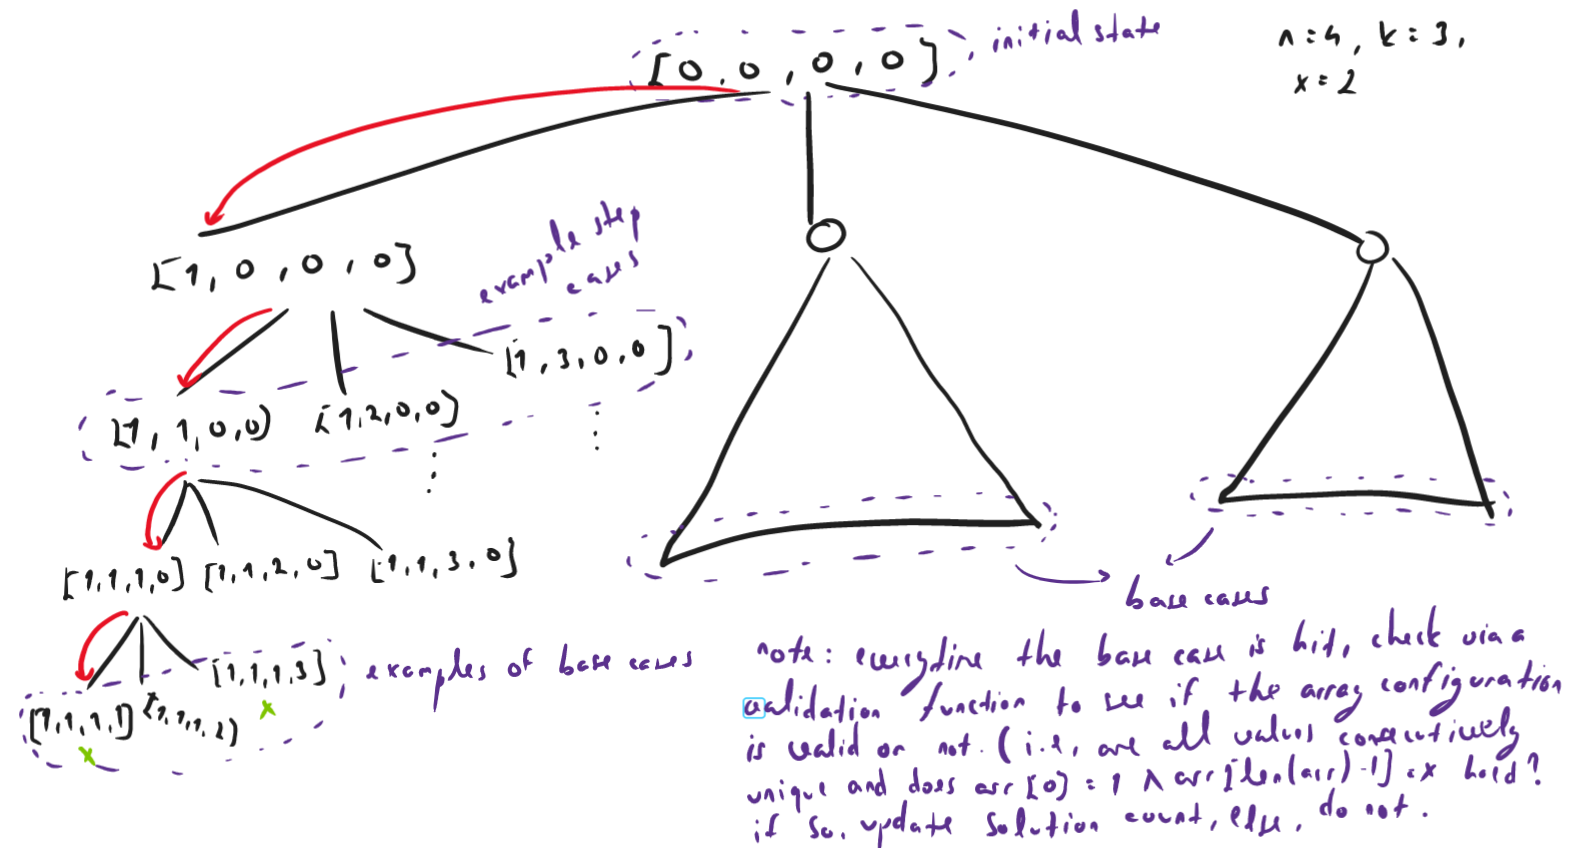 [0, 0, 0, 0]
initial state
n=4, k=3,
x=2
[1, 0, 0, 0]
example step
cases
[1, 3, 0, 0]
[1, 1, 0, 0]
[1, 2, 0, 0]
[1, 1, 1, 0]
[1, 1, 2, 0]
[1, 1, 3, 0]
base cases
[1, 1, 1, 3]
examples of base cases
[1, 1, 1, 1]
[1, 1, 1, 2]
x
x
note: everytime the base case is hit, check via a
validation function to see if the array configuration
is valid or not. (i.e, are all values consecutively
unique and does arr[0] = 1 ∧ arr[len(arr)-1] = x hold?
if so, update solution count, else, do not.